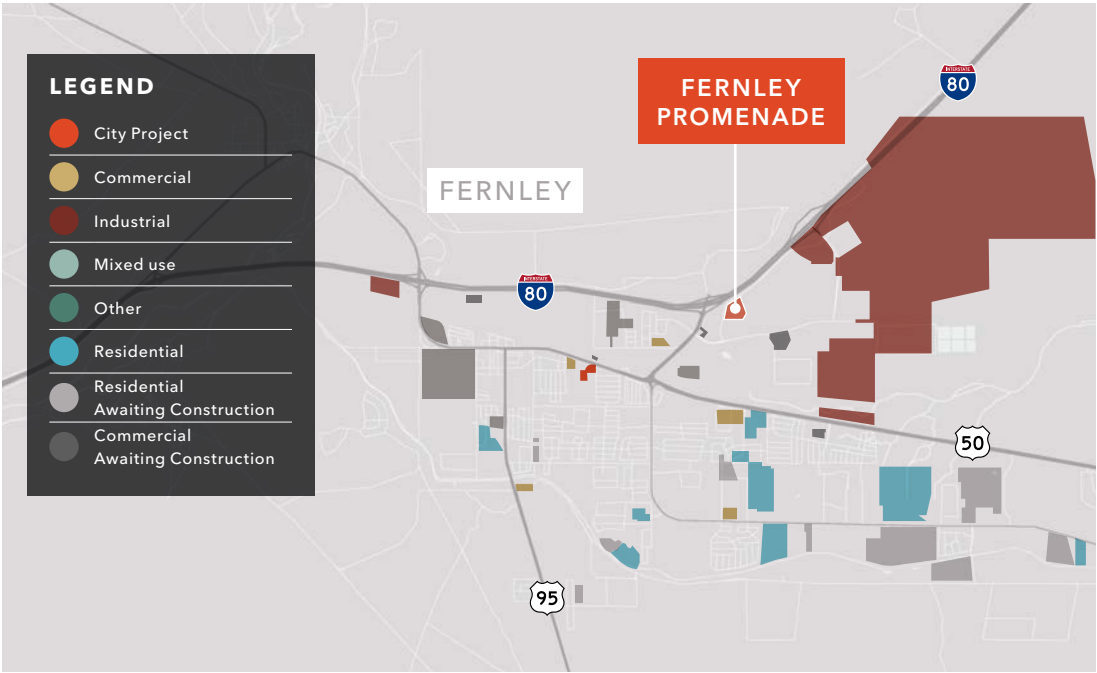 LEGEND
City Project
Commercial
Industrial
Mixed use
Other
Residential
Residential
Awaiting Construction
Commercial
Awaiting Construction
FERNLEY
PROMENADE
FERNLEY
INTERSTATE
80
INTERSTATE
80
50
95